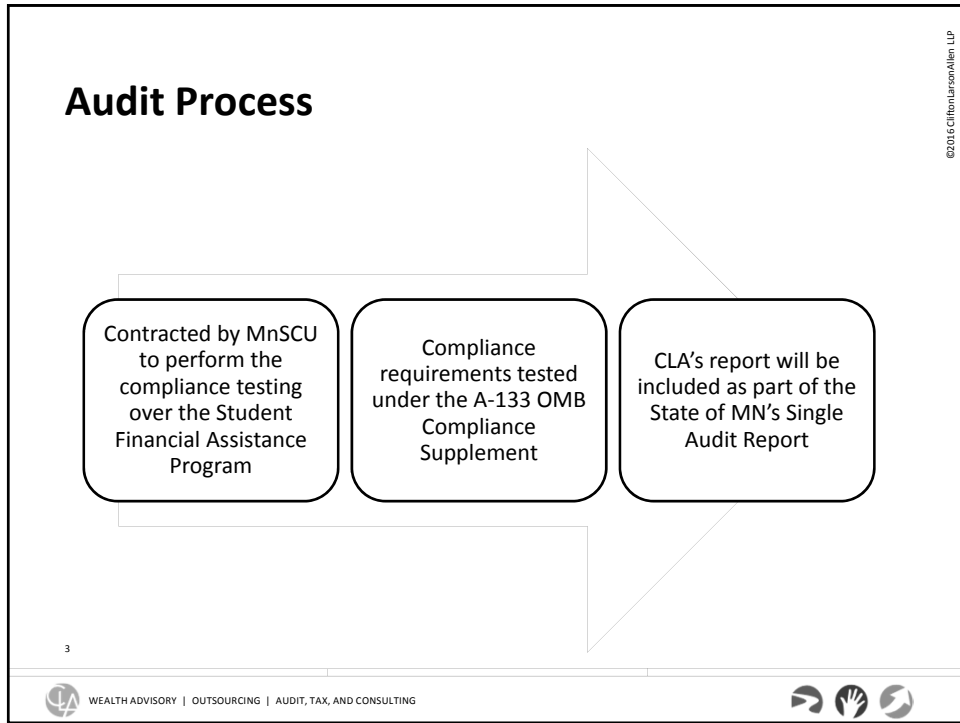 ©2016 CliftonLarsonAllen LLP
Audit Process
Contracted by MnSCU
to perform the
compliance testing
over the Student
Financial Assistance
Program
Compliance
requirements tested
under the A-133 OMB
Compliance
Supplement
CLA’s report will be
included as part of the
State of MN’s Single
Audit Report
3
CLA
WEALTH ADVISORY | OUTSOURCING | AUDIT, TAX, AND CONSULTING